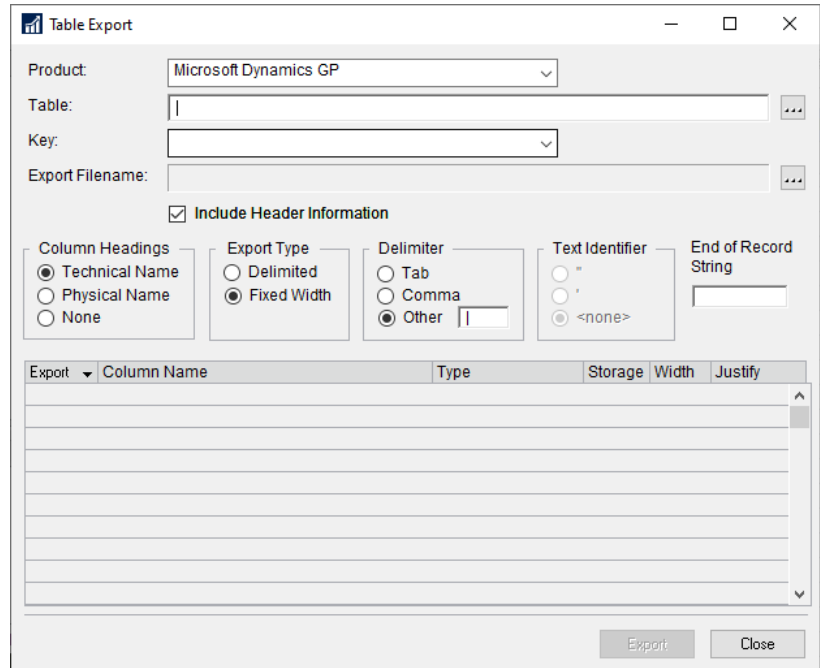 Table Export
Product: Microsoft Dynamics GP
Table:
Key:
Export Filename:
...
...
Include Header Information
Column Headings Export Type Delimiter Text Identifier End of Record
String
Technical Name Delimited Tab "
Physical Name Fixed Width Comma '
None Other | <none>
Export Column Name Type Storage Width Justify
Export Close